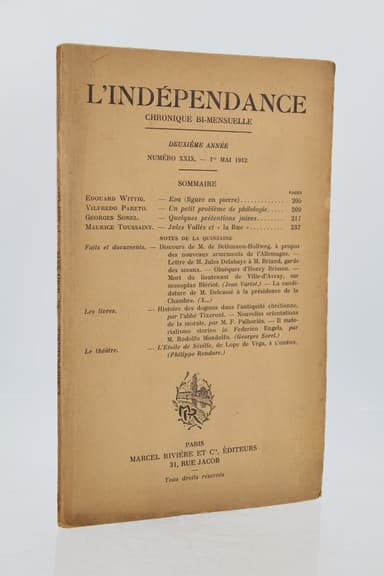 L'INDÉPENDANCE
CHRONIQUE BI-MENSUELLE
DEUXIÈME ANNÉE
NUMÉRO XXIX. — 1er MAI 1912
SOMMAIRE
PAGES
EDOUARD WITTIG. — Eva (figure en pierre) 205
VILFREDO PARETO. — Un petit problème de philologie 209
GEORGES SOREL. — Quelques prétentions juives 217
MAURICE TOUSSAINT. — Jules Vallès et « la Rue » 237
NOTES DE LA QUINZAINE
Faits et documents. — Discours de M. de Bethmann-Hollweg, à propos
des nouveaux armements de l'Allemagne. —
Lettre de M. Jules Delahaye à M. Briand, garde
des sceaux. — Obsèques d'Henry Brisson. —
Mort du lieutenant de Ville-d'Avray, sur
monoplan Blériot. (Jean Variot.) — La candi-
dature de M. Delcassé à la présidence de la
Chambre. (X...)
Les livres. — Histoire des dogmes dans l'antiquité chrétienne,
par l'abbé Tixeront. — Nouvelles orientations
de la morale, par M. F. Palhoriès. — Il mate-
rialismo storico in Federico Engels, par
M. Rodolfo Mondolfo. (Georges Sorel.)
Le théâtre. — L'Etoile de Séville, de Lope de Véga, à l'Odéon.
(Philippe Rendare.)
MR
PARIS
MARCEL RIVIÈRE ET Cie, ÉDITEURS
31, RUE JACOB
Tous droits réservés